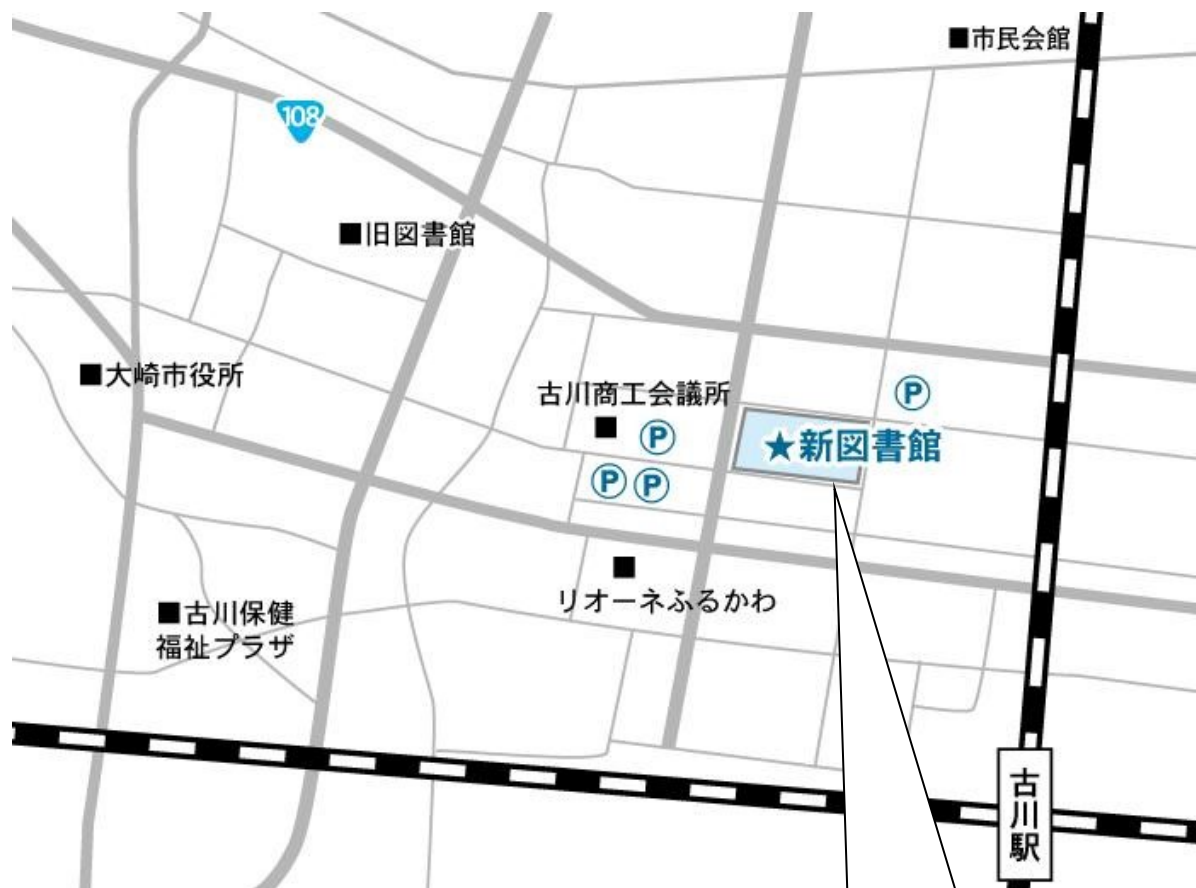 ■市民会館
108
■旧図書館
■大崎市役所
古川商工会議所
■
P
P
★新図書館
P P
■
リオーネふるかわ
■古川保健
福祉プラザ
古川駅